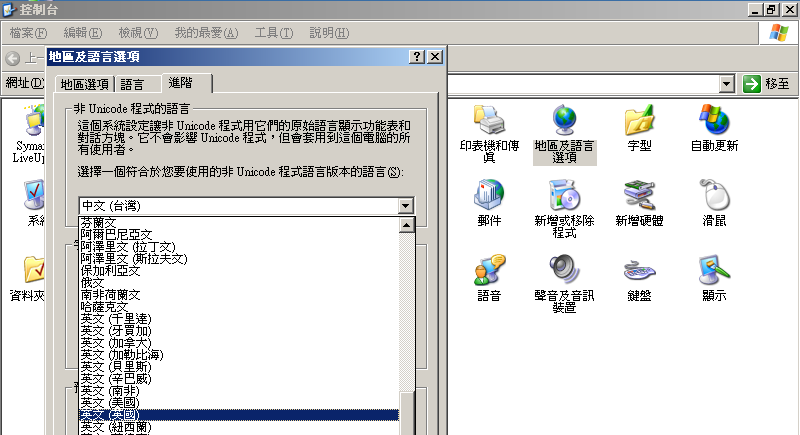 控制台
檔案(F) 編輯(E) 檢視(V) 我的最愛(A) 工具(T) 說明(H)
上一
網址(D)
移至
地區及語言選項
地區選項 語言 進階
非 Unicode 程式的語言
這個系統設定讓非 Unicode 程式用它們的原始語言顯示功能表和
對話方塊。它不會影響 Unicode 程式，但會套用到這個電腦的所
有使用者。
選擇一個符合於您要使用的非 Unicode 程式語言版本的語言(S):
中文 (台灣)
芬蘭文
阿爾巴尼亞文
阿澤里文 (拉丁文)
阿澤里文 (斯拉夫文)
保加利亞文
俄文
南非荷蘭文
哈薩克文
英文 (千里達)
英文 (牙買加)
英文 (加拿大)
英文 (加勒比海)
英文 (貝里斯)
英文 (辛巴威)
英文 (南非)
英文 (美國)
英文 (英國)
英文 (紐西蘭)
Syma
LiveUp
系
資料夾
印表機和傳
真
地區及語言
選項
字型
自動更新
郵件
新增或移除
程式
新增硬體
滑鼠
語音
聲音及音訊
裝置
鍵盤
顯示